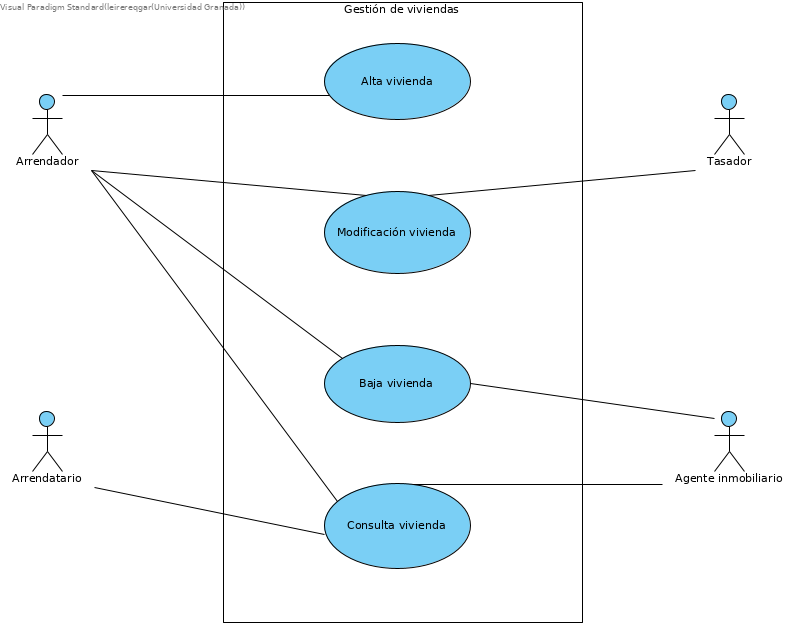 Visual Paradigm Standard(leirereqgar(Universidad Granada))
Gestión de viviendas
Alta vivienda
Arrendador
Tasador
Modificación vivienda
Baja vivienda
Arrendatario
Agente inmobiliario
Consulta vivienda